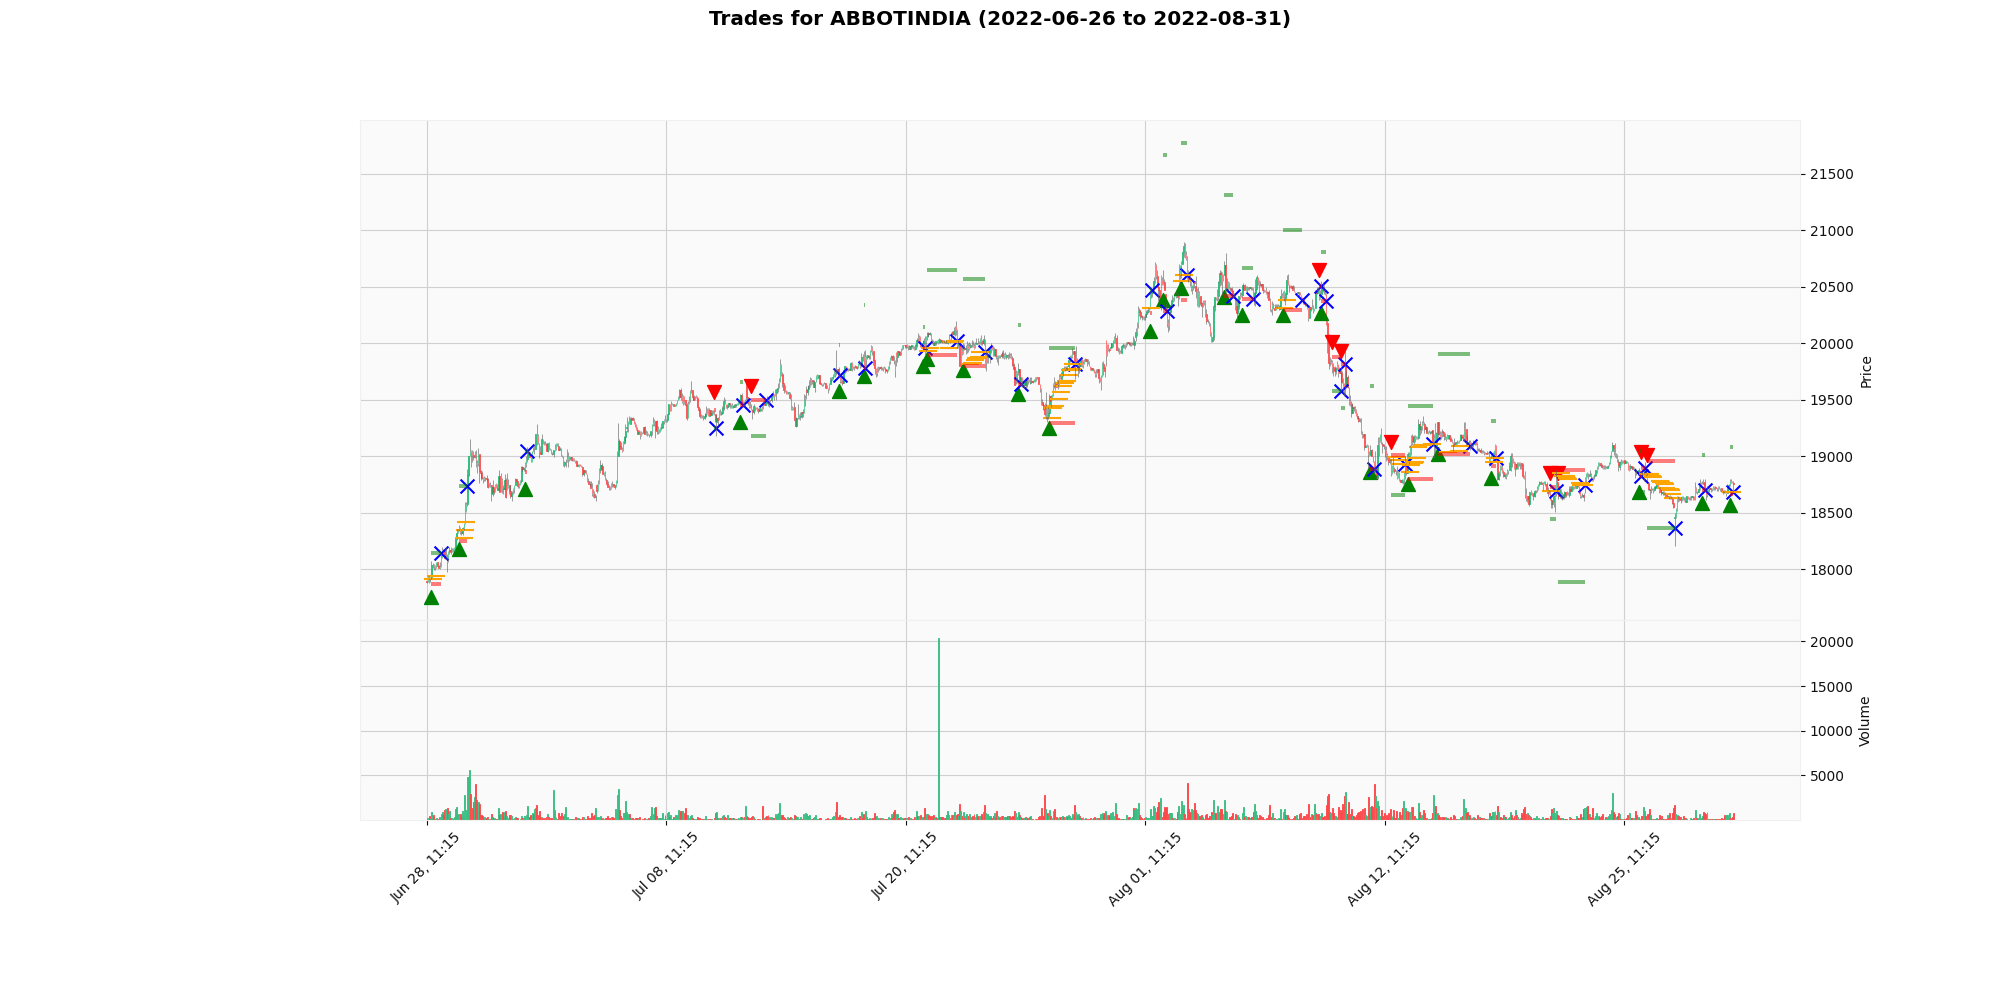 Trades for ABBOTINDIA (2022-06-26 to 2022-08-31)
21500
21000
20500
20000
19500
19000
18500
18000
Price
20000
15000
10000
5000
Volume
Jun 28, 11:15
Jul 08, 11:15
Jul 20, 11:15
Aug 01, 11:15
Aug 12, 11:15
Aug 25, 11:15